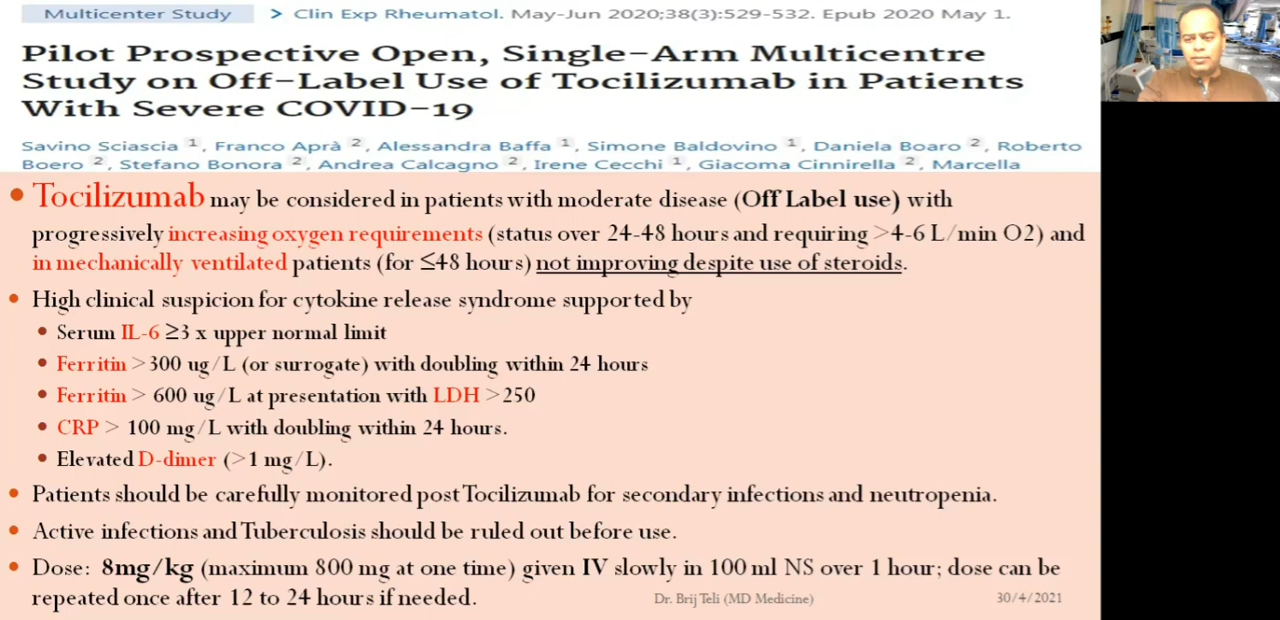 Multicenter Study > Clin Exp Rheumatol. May-Jun 2020;38(3):529-532. Epub 2020 May 1.
Pilot Prospective Open, Single-Arm Multicentre
Study on Off-Label Use of Tocilizumab in Patients
With Severe COVID-19
Savino Sciascia 1, Franco Aprà 2, Alessandra Baffa 1, Simone Baldovino 1, Daniela Boaro 2, Roberto
Boero 2, Stefano Bonora 2, Andrea Calcagno 2, Irene Cecchi 1, Giacoma Cinnirella 2, Marcella
• Tocilizumab may be considered in patients with moderate disease (Off Label use) with
progressively increasing oxygen requirements (status over 24-48 hours and requiring >4-6 L/min O2) and
in mechanically ventilated patients (for ≤48 hours) not improving despite use of steroids.
• High clinical suspicion for cytokine release syndrome supported by
• Serum IL-6 ≥3 x upper normal limit
• Ferritin >300 ug/L (or surrogate) with doubling within 24 hours
• Ferritin > 600 ug/L at presentation with LDH >250
• CRP > 100 mg/L with doubling within 24 hours.
• Elevated D-dimer (>1 mg/L).
• Patients should be carefully monitored post Tocilizumab for secondary infections and neutropenia.
• Active infections and Tuberculosis should be ruled out before use.
• Dose: 8mg/kg (maximum 800 mg at one time) given IV slowly in 100 ml NS over 1 hour; dose can be
repeated once after 12 to 24 hours if needed.
Dr. Brij Teli (MD Medicine) 30/4/2021